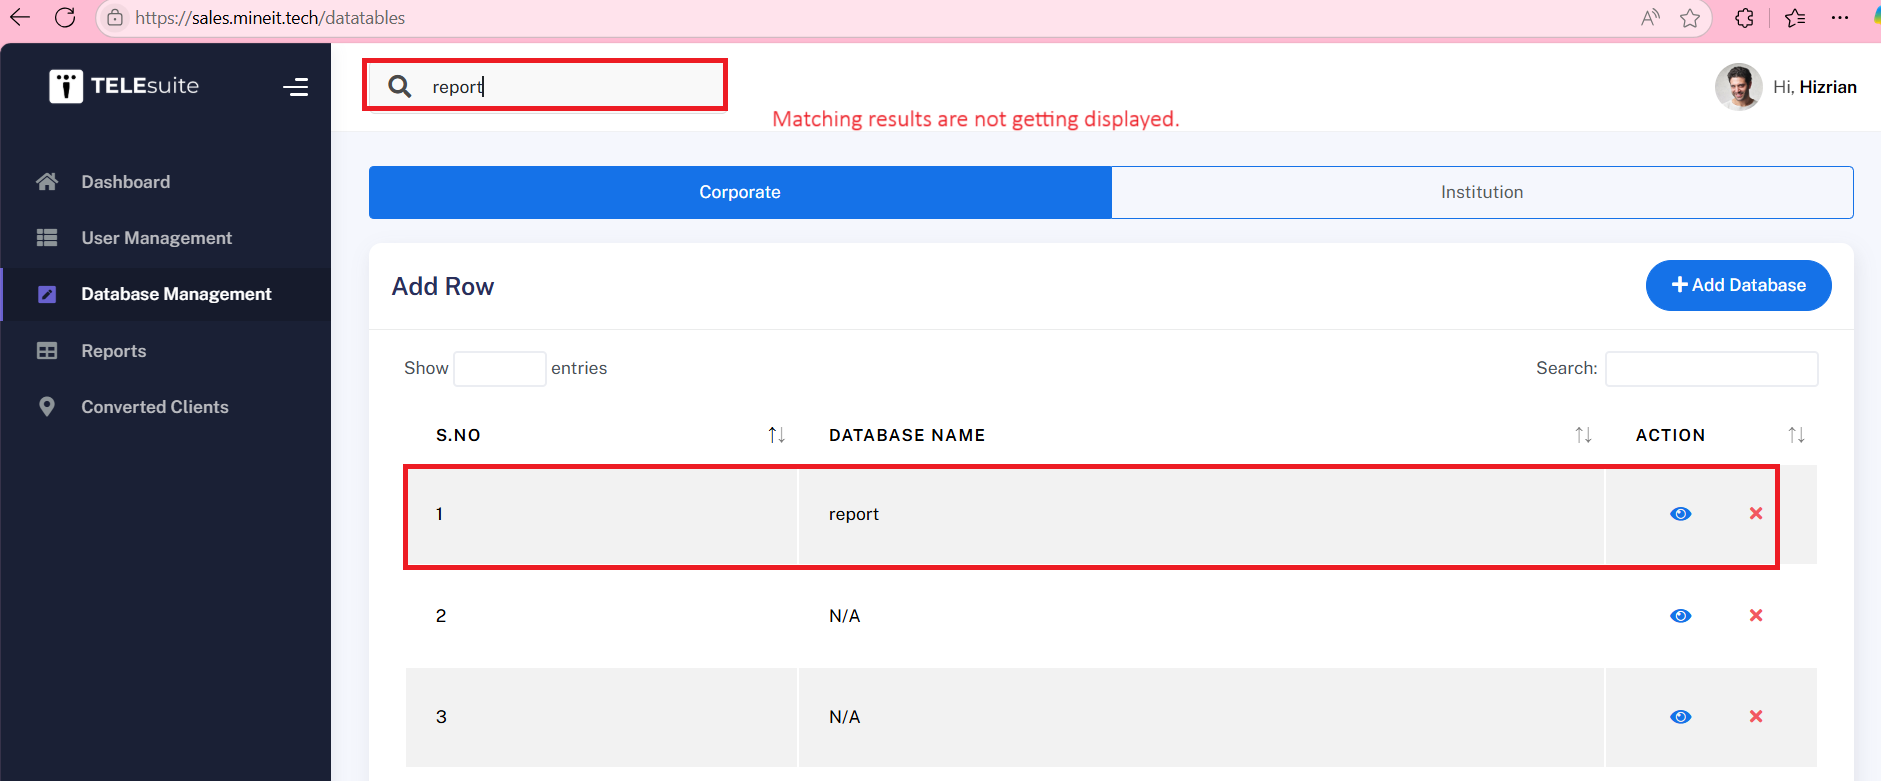 https://sales.mineit.tech/datatables
TELEsuite
report
Hi, Hizrian
Matching results are not getting displayed.
Dashboard
User Management
Database Management
Reports
Converted Clients
Corporate
Institution
Add Row
Add Database
Show entries
Search:
S.NO DATABASE NAME ACTION
1 report
2 N/A
3 N/A